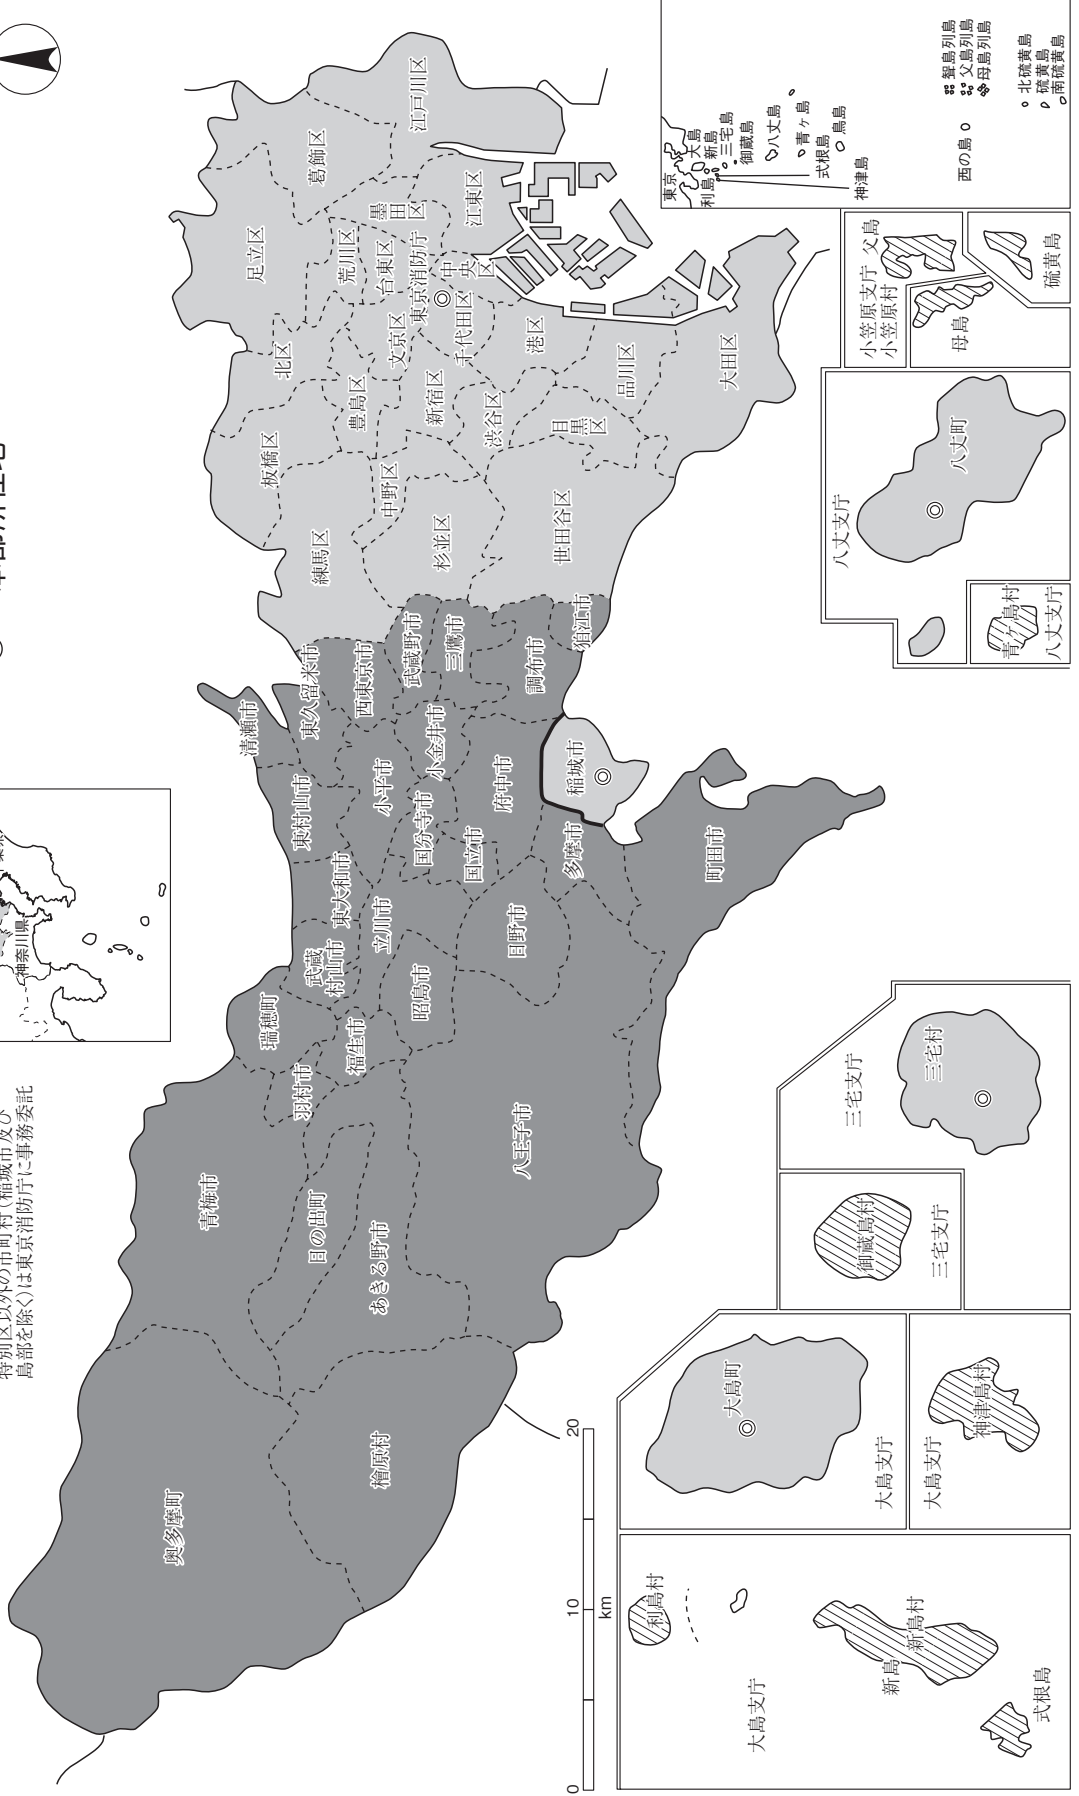 本部所在地
特別区以外の市町村（稲城市及び
島部を除く）は東京消防庁に事務委託
神奈川県
奥多摩町
檜原村
青梅市
日の出町
あきる野市
八王子市
羽村市
瑞穂町
福生市
武蔵
村山市
昭島市
立川市
東大和市
日野市
東村山市
小平市
国分寺市
国立市
府中市
多摩市
稲城市
町田市
清瀬市
東久留米市
西東京市
小金井市
武蔵野市
三鷹市
調布市
狛江市
練馬区
板橋区
中野区
杉並区
世田谷区
北区
豊島区
文京区
新宿区
渋谷区
目
黒
区
品川区
大田区
足立区
荒川区
台東区
東京消防庁
千代田区
中
央
区
港区
葛飾区
墨
田
区
江東区
江戸川区
0
10
20
km
大島支庁
利島村
新島
新島村
式根島
大島支庁
大島町
大島支庁
神津島村
三宅支庁
御蔵島村
三宅支庁
三宅村
八丈支庁
八丈町
青ヶ島村
八丈支庁
小笠原支庁
小笠原村
父島
母島
硫黄島
東京
大島
利島
新島
三宅島
御蔵島
八丈島
青ヶ島
式根島
鳥島
神津島
西の島
聟島列島
父島列島
母島列島
北硫黄島
硫黄島
南硫黄島